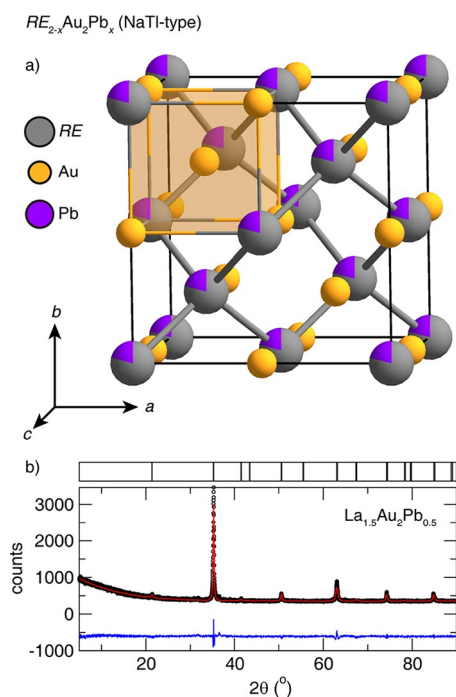 RE2-xAu2Pbx (NaTl-type)
a)
RE
Au
Pb
b
a
c
b)
La1.5Au2Pb0.5
3000
2000
1000
0
-1000
counts
20 40 60 80
2θ (o)